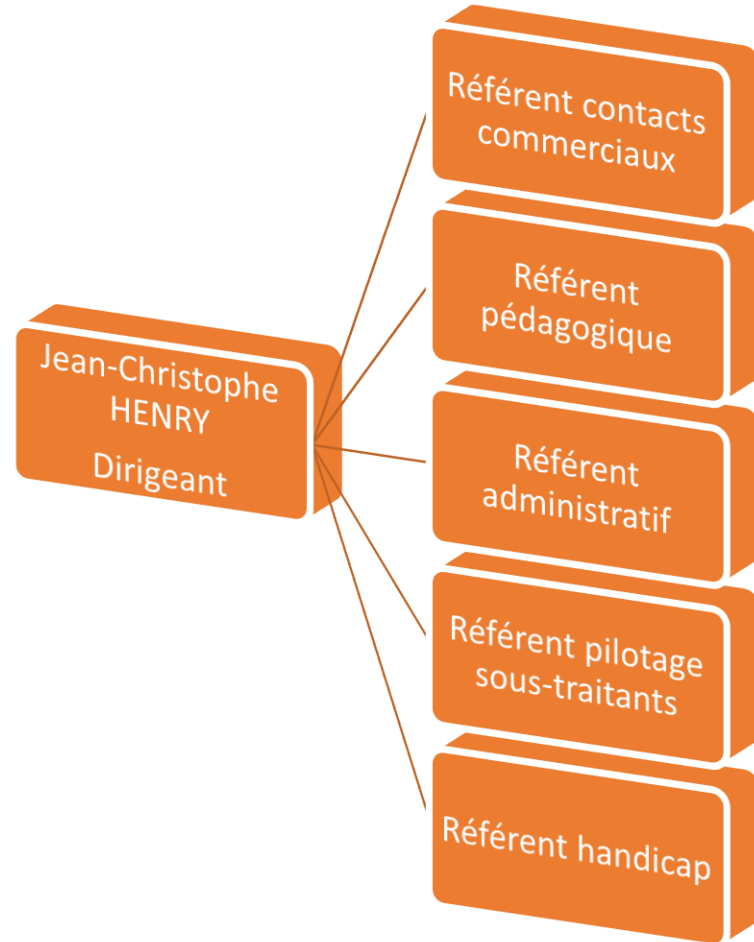 Jean-Christophe
HENRY
Dirigeant
Référent contacts
commerciaux
Référent
pédagogique
Référent
administratif
Référent pilotage
sous-traitants
Référent handicap